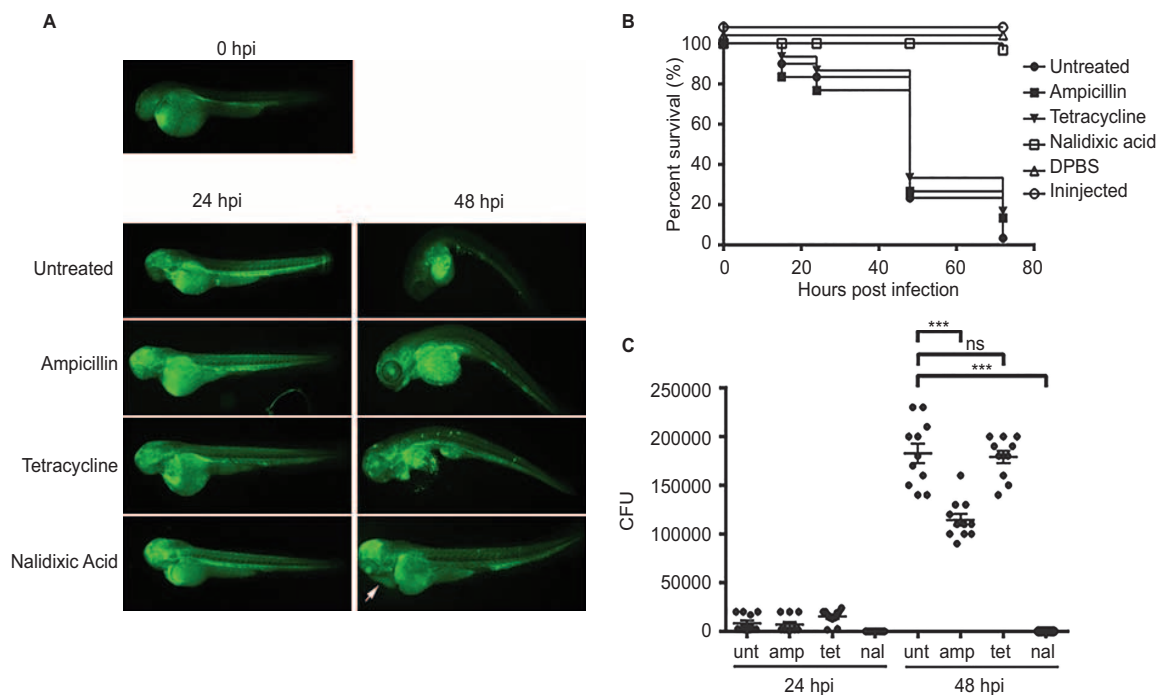 A
0 hpi
24 hpi
48 hpi
Untreated
Ampicillin
Tetracycline
Nalidixic Acid
B
Percent survival (%)
100
80
60
40
20
0
0
20
40
60
80
Hours post infection
Untreated
Ampicillin
Tetracycline
Nalidixic acid
DPBS
Ininjected
C
***
ns
***
CFU
250000
200000
150000
100000
50000
0
unt amp tet nal unt amp tet nal
24 hpi 48 hpi